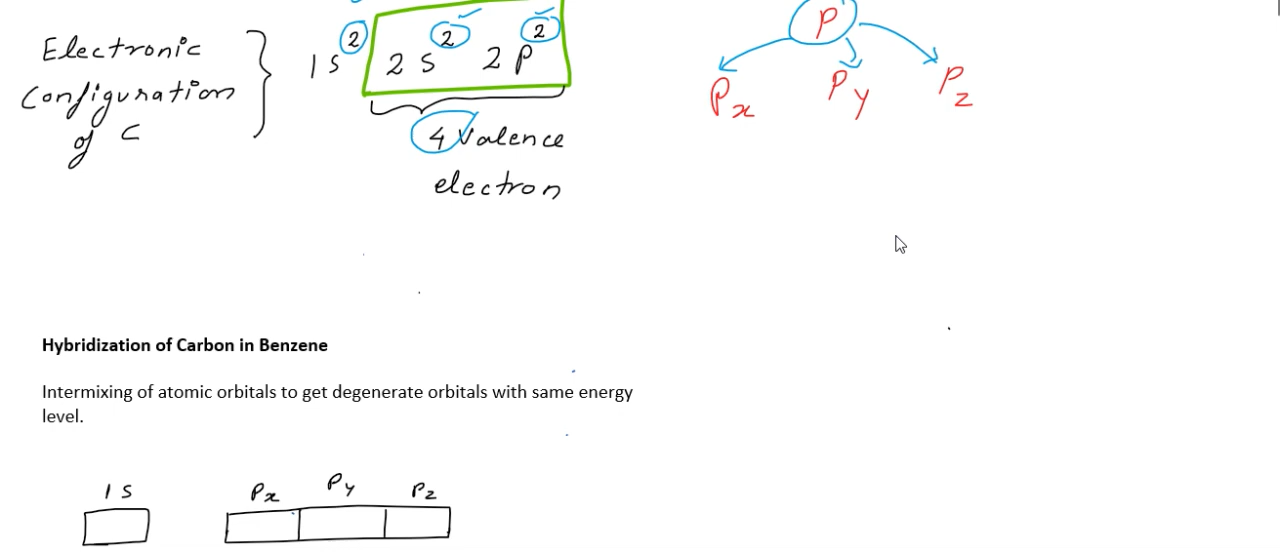 Electronic
Configuration
of C
1s² 2s² 2p²
4 Valence
electron
P
Px Py Pz
Hybridization of Carbon in Benzene
Intermixing of atomic orbitals to get degenerate orbitals with same energy
level.
1s Px Py Pz